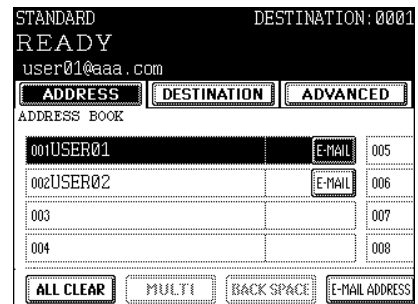 STANDARD DESTINATION:0001
READY
user01@aaa.com
ADDRESS DESTINATION ADVANCED
ADDRESS BOOK
001USER01 E-MAIL 005
002USER02 E-MAIL 006
003 007
004 008
ALL CLEAR MULTI BACK SPACE E-MAIL ADDRESS